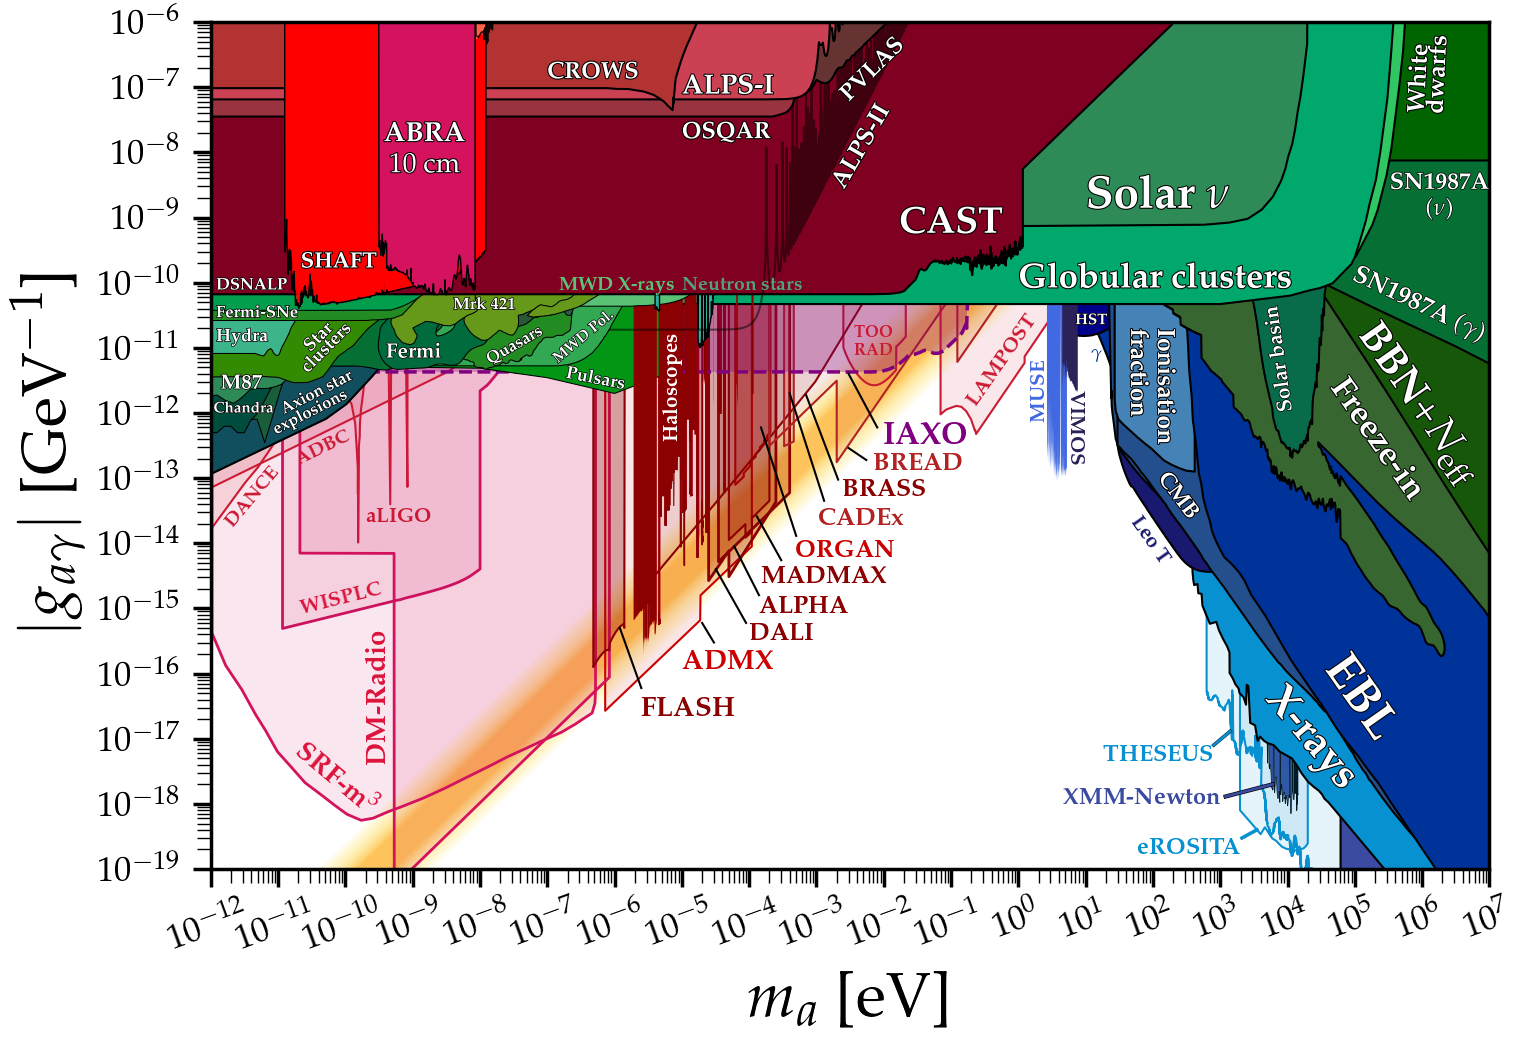 |g_{aγ}| [GeV⁻¹]
10⁻⁶
10⁻⁷
10⁻⁸
10⁻⁹
10⁻¹⁰
10⁻¹¹
10⁻¹²
10⁻¹³
10⁻¹⁴
10⁻¹⁵
10⁻¹⁶
10⁻¹⁷
10⁻¹⁸
10⁻¹⁹
CROWS
ALPS-I
OSQAR
PVLAS
ALPS-II
ABRA
10 cm
SHAFT
CAST
Solar ν
Globular clusters
White
dwarfs
SN1987A
(ν)
SN1987A (γ)
DSNALP
MWD X-rays
Neutron stars
Fermi-SNe
Mrk 421
Hydra
Star
clusters
Fermi
Quasars
MWD Pol.
M87
Chandra
Axion star
explosions
Pulsars
Haloscopes
TOO
RAD
LAMPOST
MUSE
VIMOS
HST
γ
Ionisation
fraction
Solar basin
BBN+N_eff
Freeze-in
CMB
Leo T
EBL
X-rays
IAXO
BREAD
BRASS
CADEx
ORGAN
MADMAX
ALPHA
DALI
ADMX
FLASH
ADBC
DANCE
aLIGO
WISPLC
DM-Radio
SRF-m³
THESEUS
XMM-Newton
eROSITA
10⁻¹²
10⁻¹¹
10⁻¹⁰
10⁻⁹
10⁻⁸
10⁻⁷
10⁻⁶
10⁻⁵
10⁻⁴
10⁻³
10⁻²
10⁻¹
10⁰
10¹
10²
10³
10⁴
10⁵
10⁶
10⁷
m_a [eV]